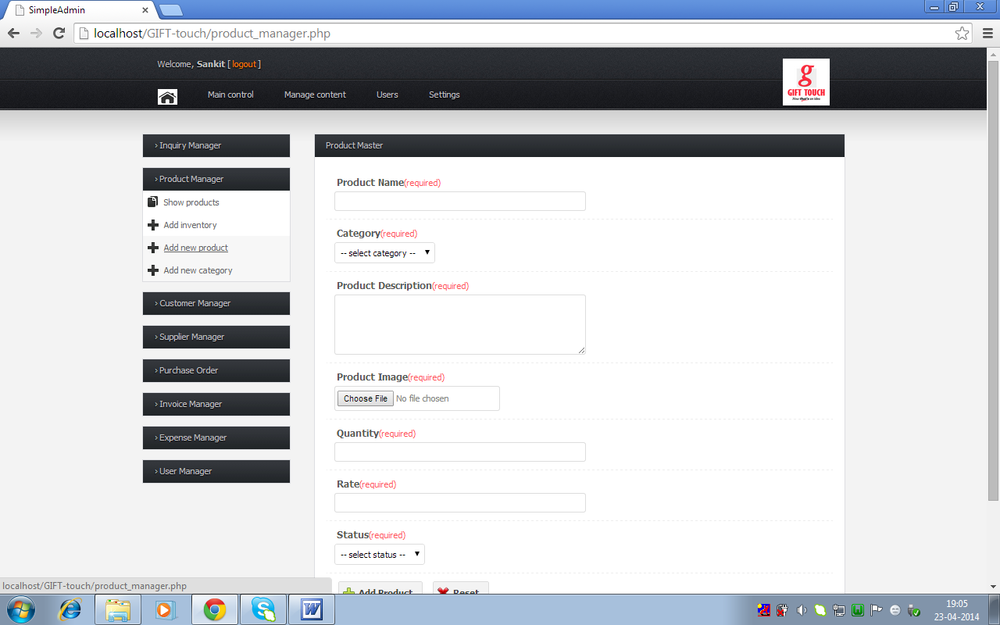 SimpleAdmin
localhost/GIFT-touch/product_manager.php
Welcome, Sankit [ logout ]
g
GIFT TOUCH
Now that's an idea
Main control Manage content Users Settings
› Inquiry Manager
› Product Manager
Show products
Add inventory
Add new product
Add new category
› Customer Manager
› Supplier Manager
› Purchase Order
› Invoice Manager
› Expense Manager
› User Manager
Product Master
Product Name(required)
Category(required)
-- select category --
Product Description(required)
Product Image(required)
Choose File No file chosen
Quantity(required)
Rate(required)
Status(required)
-- select status --
Add Product Reset
localhost/GIFT-touch/product_manager.php
19:05
23-04-2014